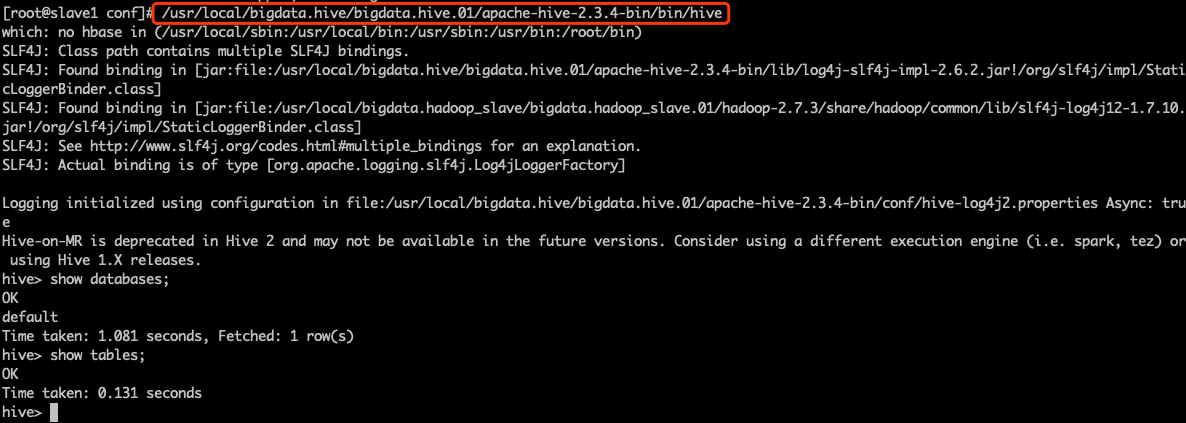 [root@slave1 conf]# /usr/local/bigdata.hive/bigdata.hive.01/apache-hive-2.3.4-bin/bin/hive
which: no hbase in (/usr/local/sbin:/usr/local/bin:/usr/sbin:/usr/bin:/root/bin)
SLF4J: Class path contains multiple SLF4J bindings.
SLF4J: Found binding in [jar:file:/usr/local/bigdata.hive/bigdata.hive.01/apache-hive-2.3.4-bin/lib/log4j-slf4j-impl-2.6.2.jar!/org/slf4j/impl/Stati
cLoggerBinder.class]
SLF4J: Found binding in [jar:file:/usr/local/bigdata.hadoop_slave/bigdata.hadoop_slave.01/hadoop-2.7.3/share/hadoop/common/lib/slf4j-log4j12-1.7.10.
jar!/org/slf4j/impl/StaticLoggerBinder.class]
SLF4J: See http://www.slf4j.org/codes.html#multiple_bindings for an explanation.
SLF4J: Actual binding is of type [org.apache.logging.slf4j.Log4jLoggerFactory]
Logging initialized using configuration in file:/usr/local/bigdata.hive/bigdata.hive.01/apache-hive-2.3.4-bin/conf/hive-log4j2.properties Async: tru
e
Hive-on-MR is deprecated in Hive 2 and may not be available in the future versions. Consider using a different execution engine (i.e. spark, tez) or
using Hive 1.X releases.
hive> show databases;
OK
default
Time taken: 1.081 seconds, Fetched: 1 row(s)
hive> show tables;
OK
Time taken: 0.131 seconds
hive>